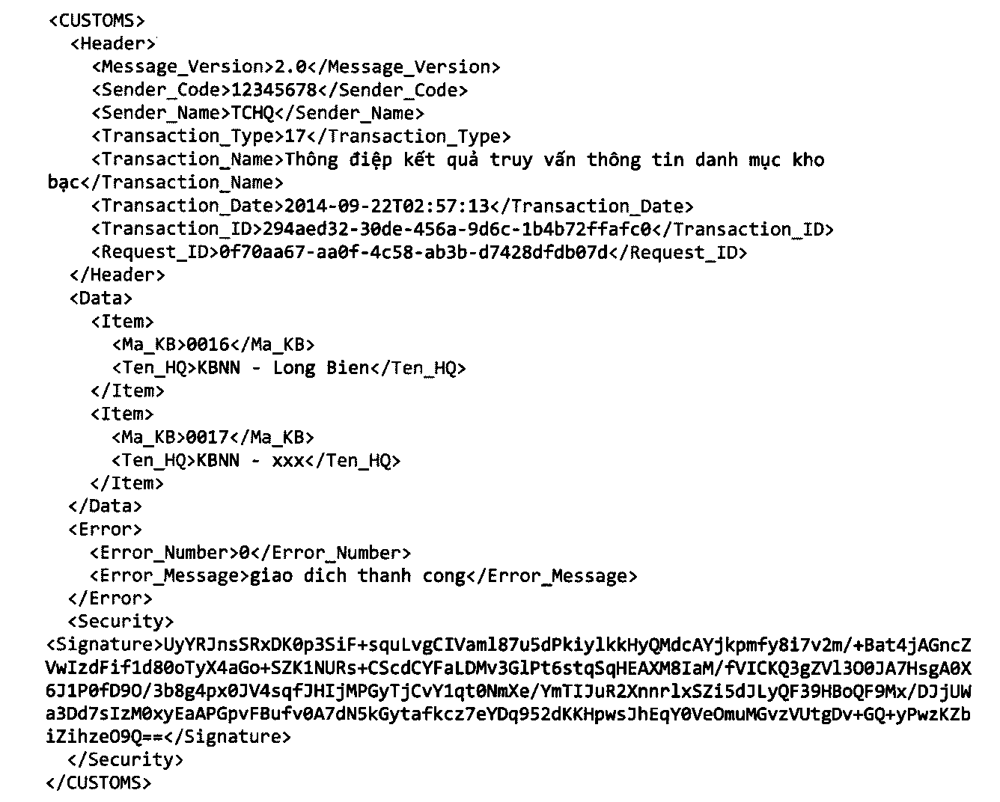 <CUSTOMS>
<Header>
<Message_Version>2.0</Message_Version>
<Sender_Code>12345678</Sender_Code>
<Sender_Name>TCHQ</Sender_Name>
<Transaction_Type>17</Transaction_Type>
<Transaction_Name>Thông điệp kết quả truy vấn thông tin danh mục kho
bạc</Transaction_Name>
<Transaction_Date>2014-09-22T02:57:13</Transaction_Date>
<Transaction_ID>294aed32-30de-456a-9d6c-1b4b72ffafc0</Transaction_ID>
<Request_ID>0f70aa67-aa0f-4c58-ab3b-d7428dfdb07d</Request_ID>
</Header>
<Data>
<Item>
<Ma_KB>0016</Ma_KB>
<Ten_HQ>KBNN - Long Bien</Ten_HQ>
</Item>
<Item>
<Ma_KB>0017</Ma_KB>
<Ten_HQ>KBNN - xxx</Ten_HQ>
</Item>
</Data>
<Error>
<Error_Number>0</Error_Number>
<Error_Message>giao dich thanh cong</Error_Message>
</Error>
<Security>
<Signature>UyYRJnsSRxDK0p3SiF+squLvgCIVaml87u5dPkiylkkHyQMdcAYjkpmfy8i7v2m/+Bat4jAGncZ
VwIzdFif1d80oTyX4aGo+SZK1NURs+CScdCYFaLDMv3GlPt6stqSqHEAXM8IaM/fVICKQ3gZVl3O0JA7HsgA0X
6J1P0fD9O/3b8g4px0JV4sqfJHIjMPGyTjCvY1qt0NmXe/YmTIJuR2XnnrlxSZi5dJLyQF39HBoQF9Mx/DJjUW
a3Dd7sIzM0xyEaAPGpvFBufv0A7dN5kGytafkcz7eYDq952dKKHpwsJhEqY0VeOmuMGvzVUtgDv+GQ+yPwzKZb
iZihzeO9Q==</Signature>
</Security>
</CUSTOMS>